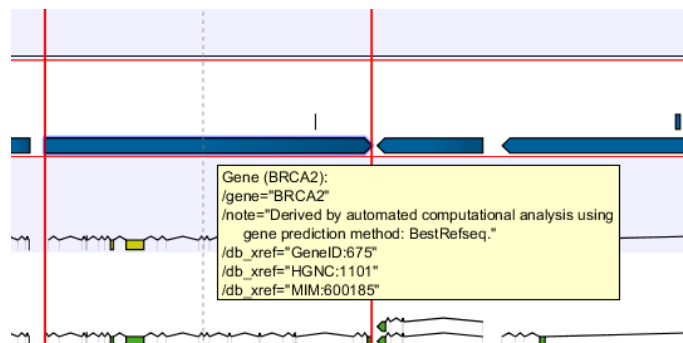 Gene (BRCA2):
/gene="BRCA2"
/note="Derived by automated computational analysis using
gene prediction method: BestRefseq."
/db_xref="GeneID:675"
/db_xref="HGNC:1101"
/db_xref="MIM:600185"